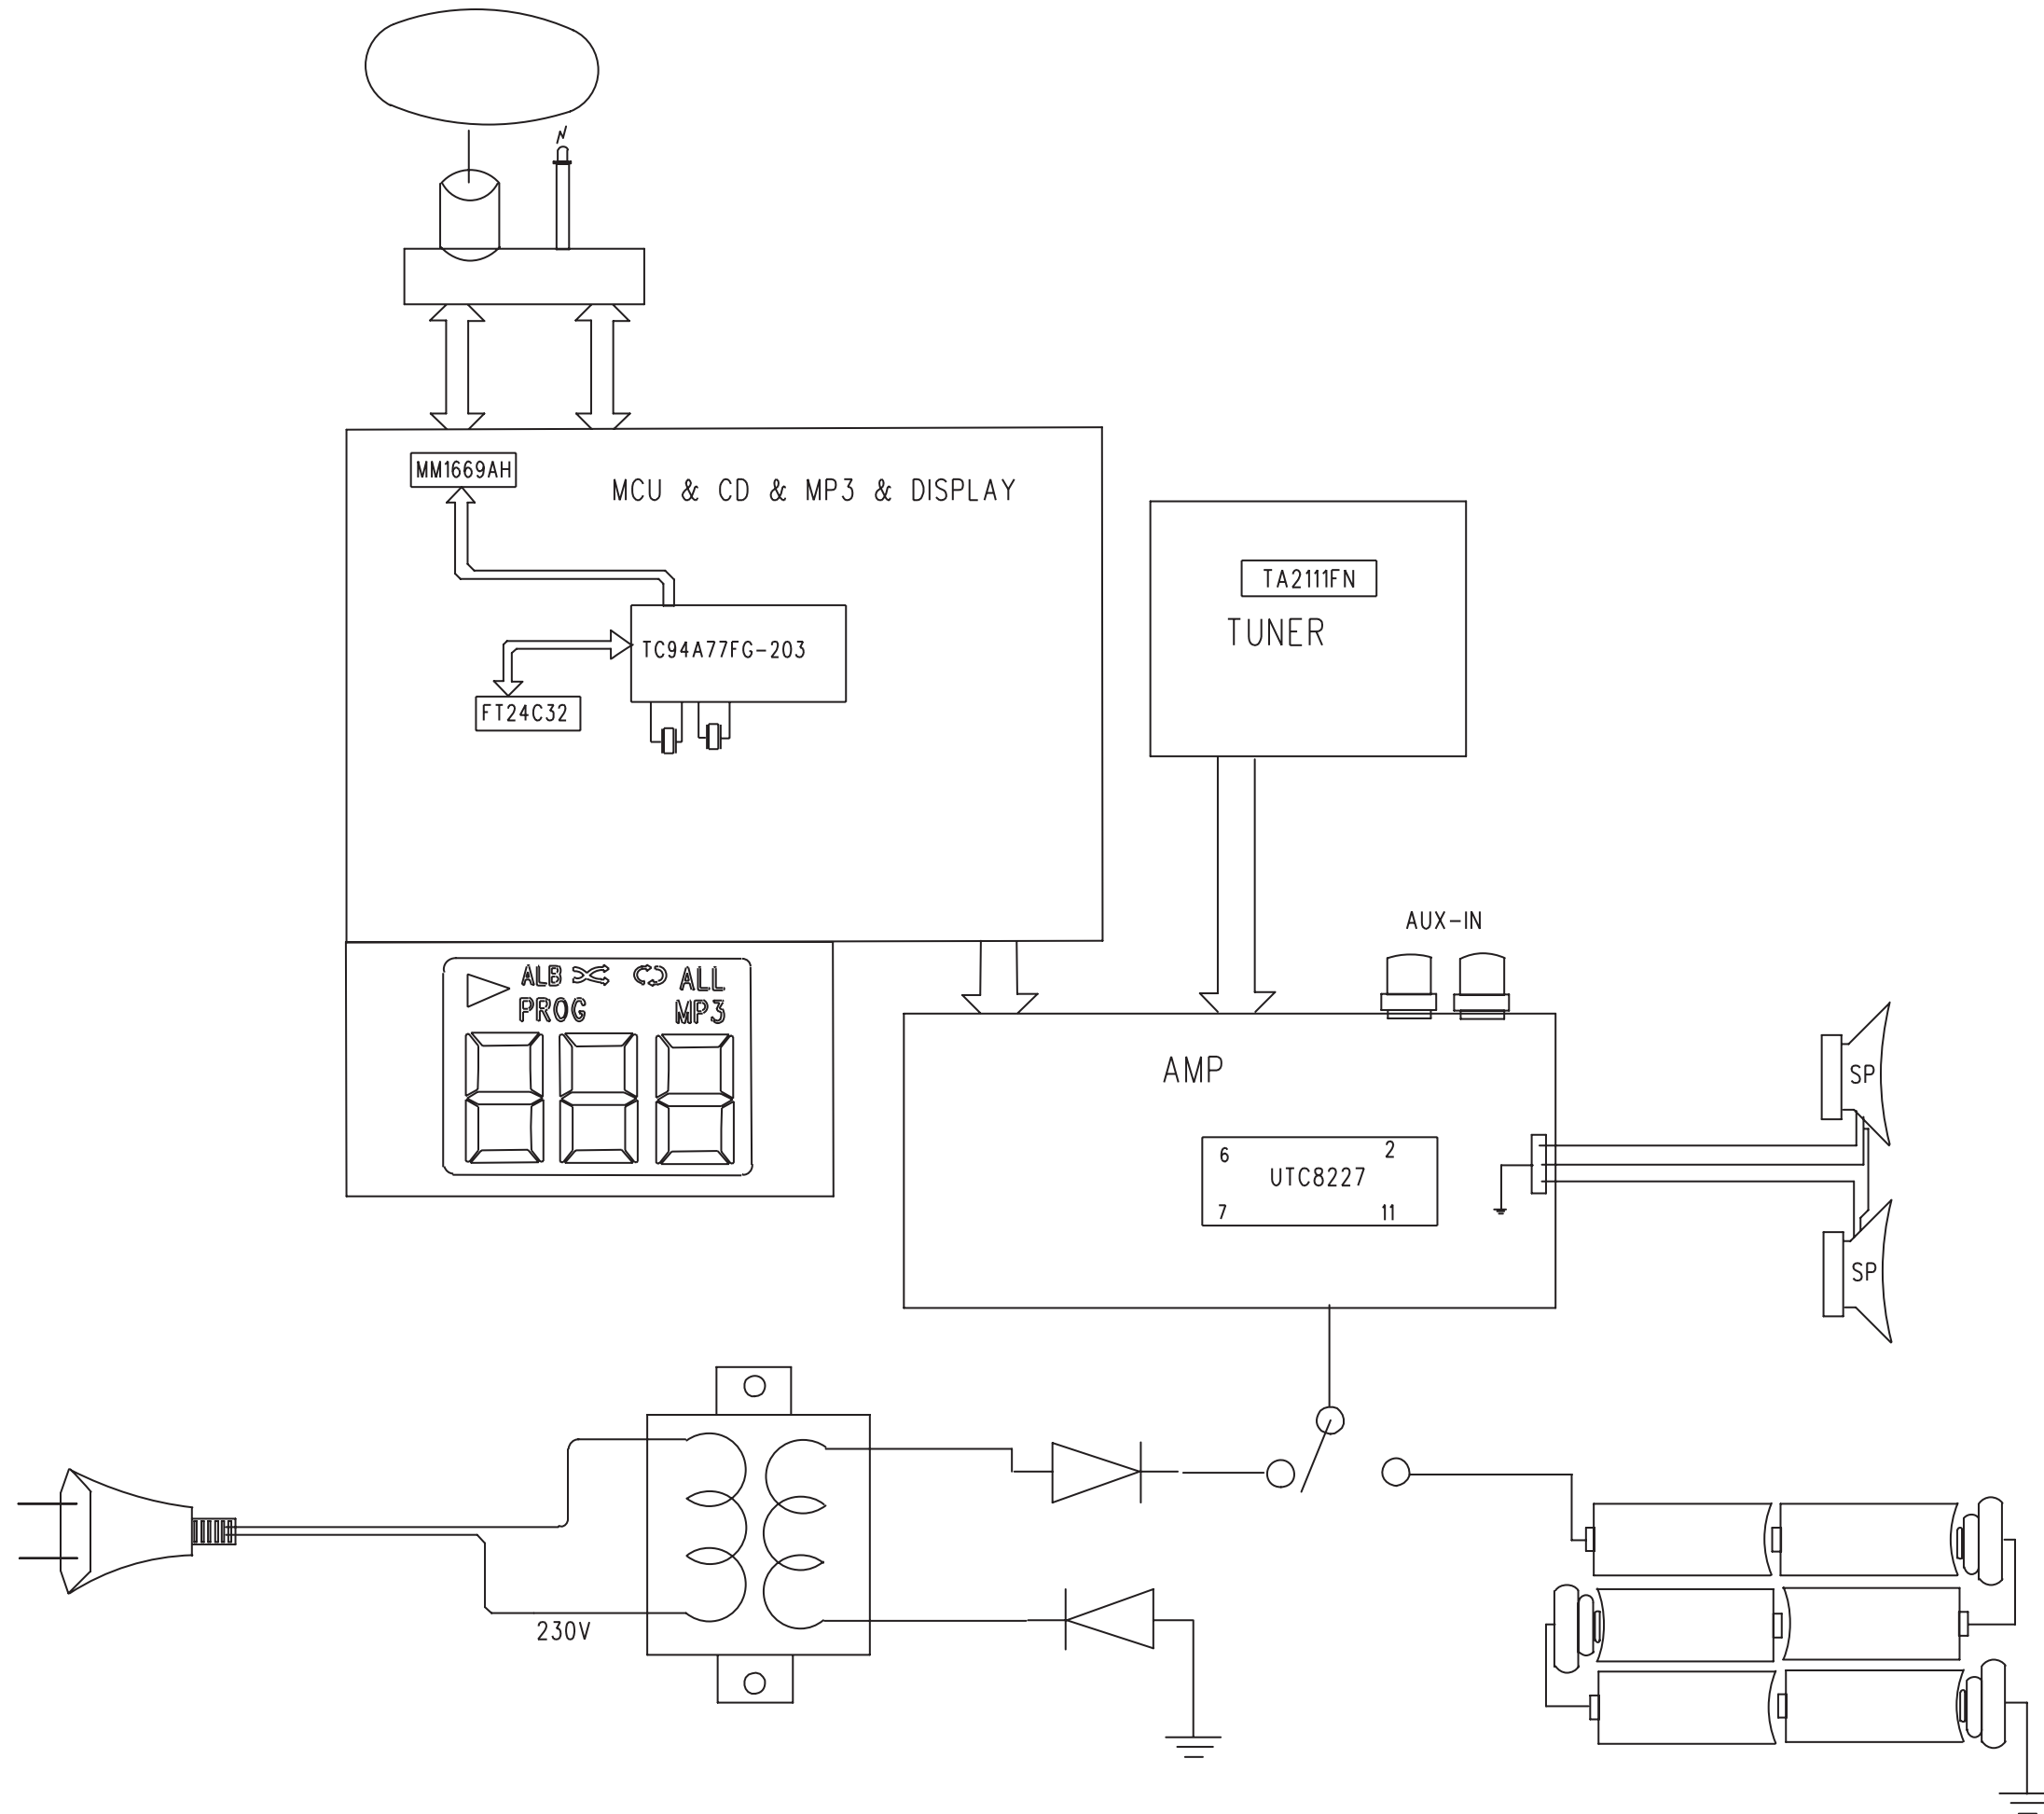 MM1669AH
MCU & CD & MP3 & DISPLAY
TA2111FN
TUNER
TC94A77FG-203
FT24C32
AUX-IN
ALB ALL
PROG MP3
AMP
SP
6 2
UTC8227
7 11
SP
230V